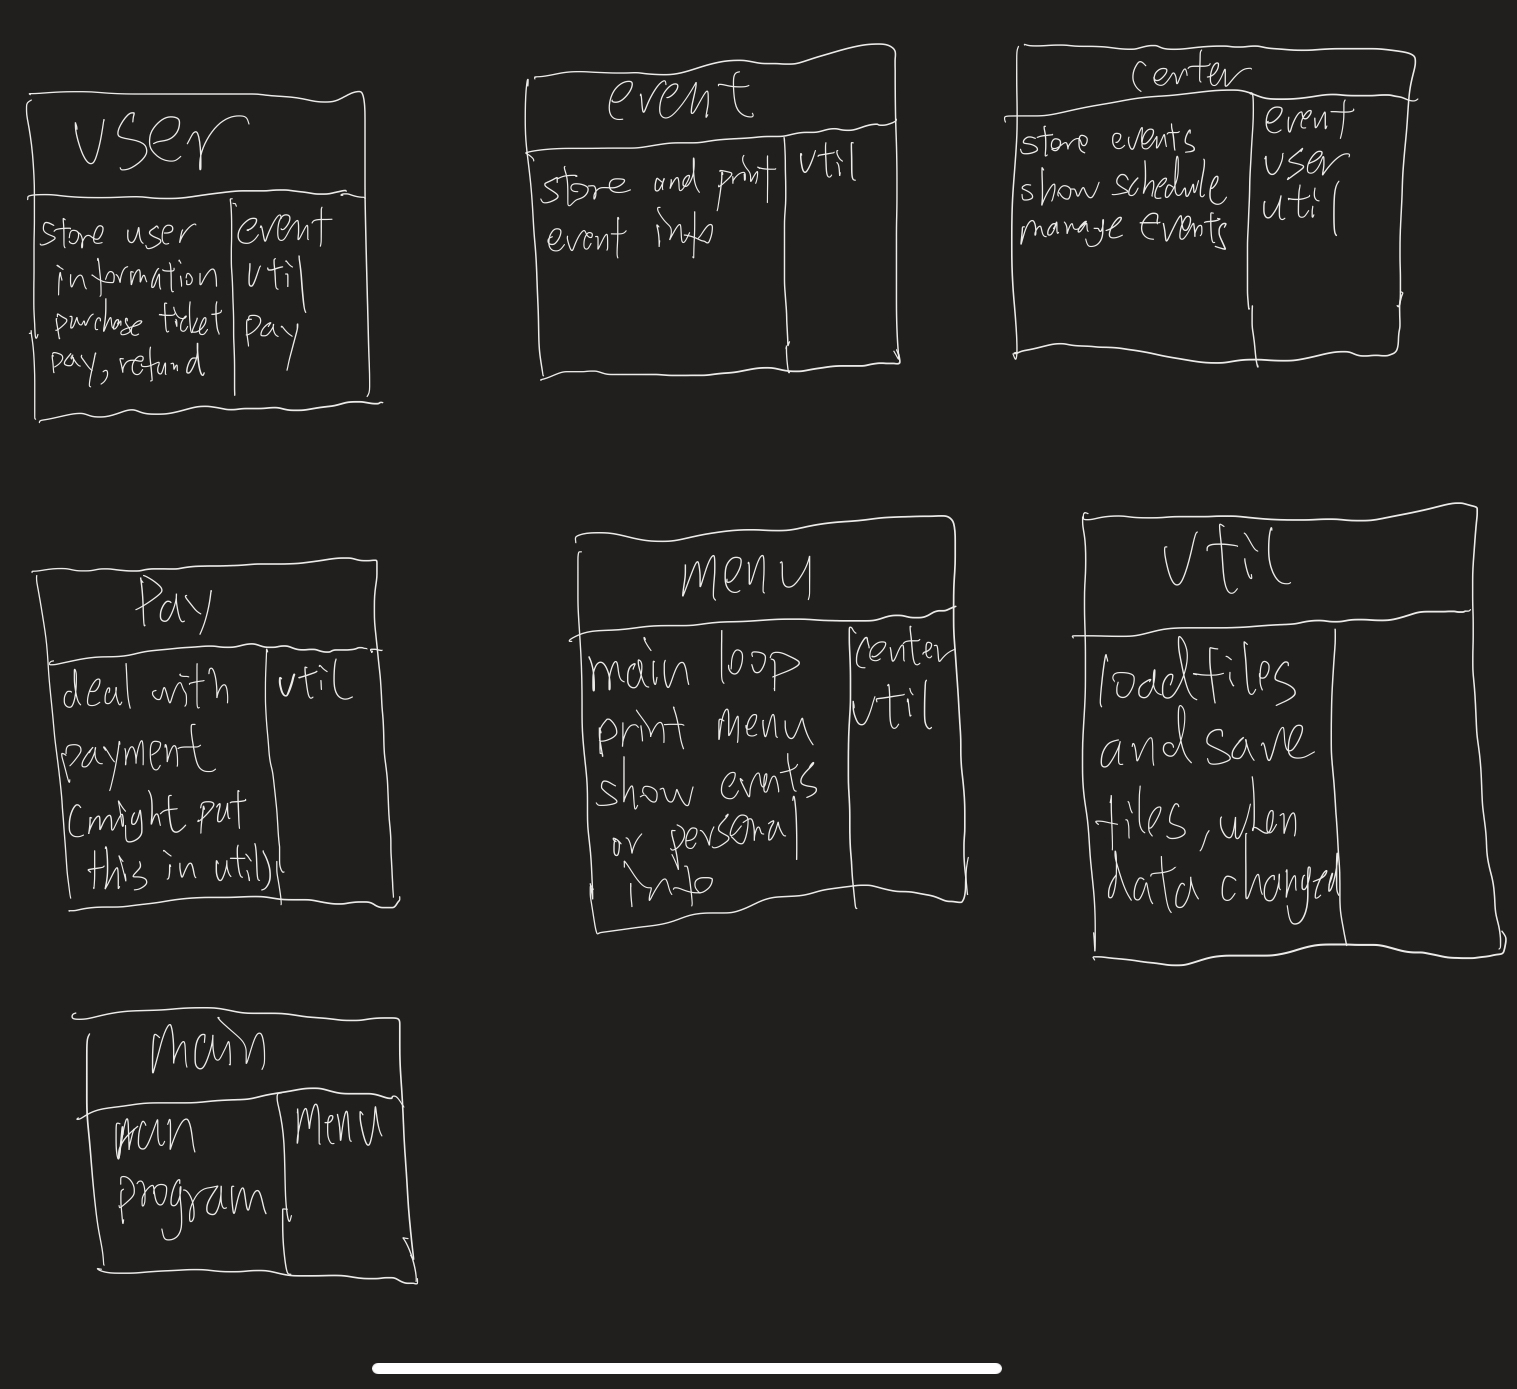 user
store user
information
purchase ticket
pay, refund
event
util
pay
event
store and print
event info
util
center
store events
show schedule
manage events
event
user
util
Pay
deal with
payment
(might put
this in util)
util
menu
main loop
print menu
show events
or personal
info
center
util
util
load files
and save
files, when
data changed
main
run
program
menu